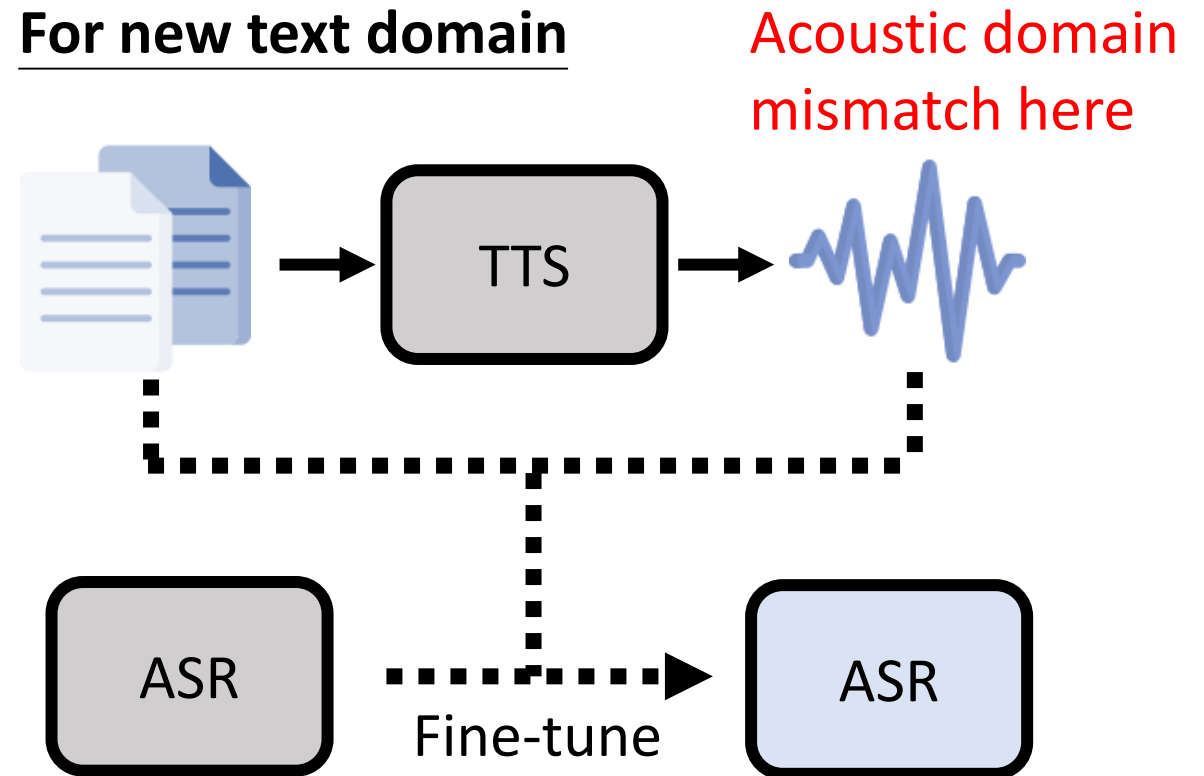 For new text domain
Acoustic domain
mismatch here
TTS
ASR
Fine-tune
ASR